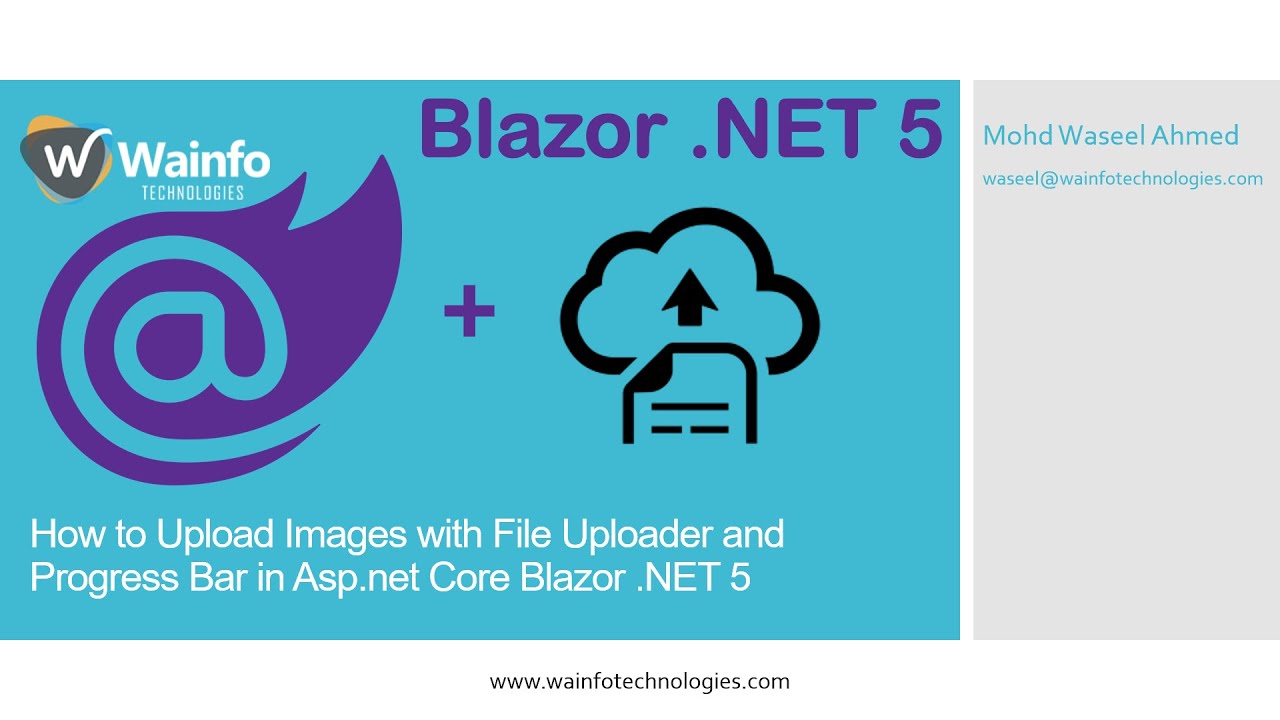 Blazor .NET 5
W Wainfo
TECHNOLOGIES
@
+
How to Upload Images with File Uploader and
Progress Bar in Asp.net Core Blazor .NET 5
Mohd Waseel Ahmed
waseel@wainfotechnologies.com
www.wainfotechnologies.com